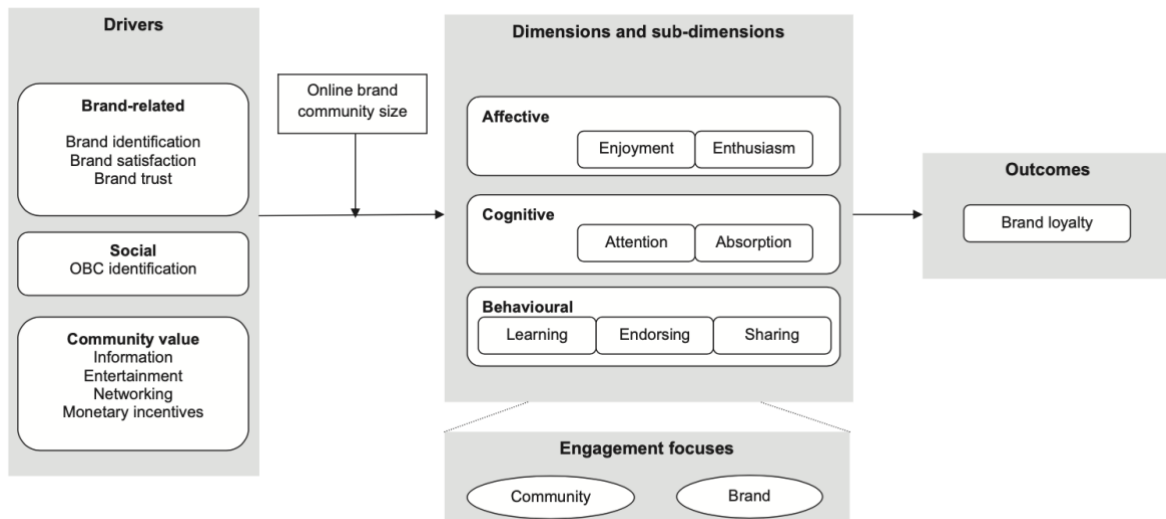 Drivers
Brand-related
Brand identification
Brand satisfaction
Brand trust
Social
OBC identification
Community value
Information
Entertainment
Networking
Monetary incentives
Online brand
community size
Dimensions and sub-dimensions
Affective
Enjoyment
Enthusiasm
Cognitive
Attention
Absorption
Behavioural
Learning
Endorsing
Sharing
Engagement focuses
Community
Brand
Outcomes
Brand loyalty